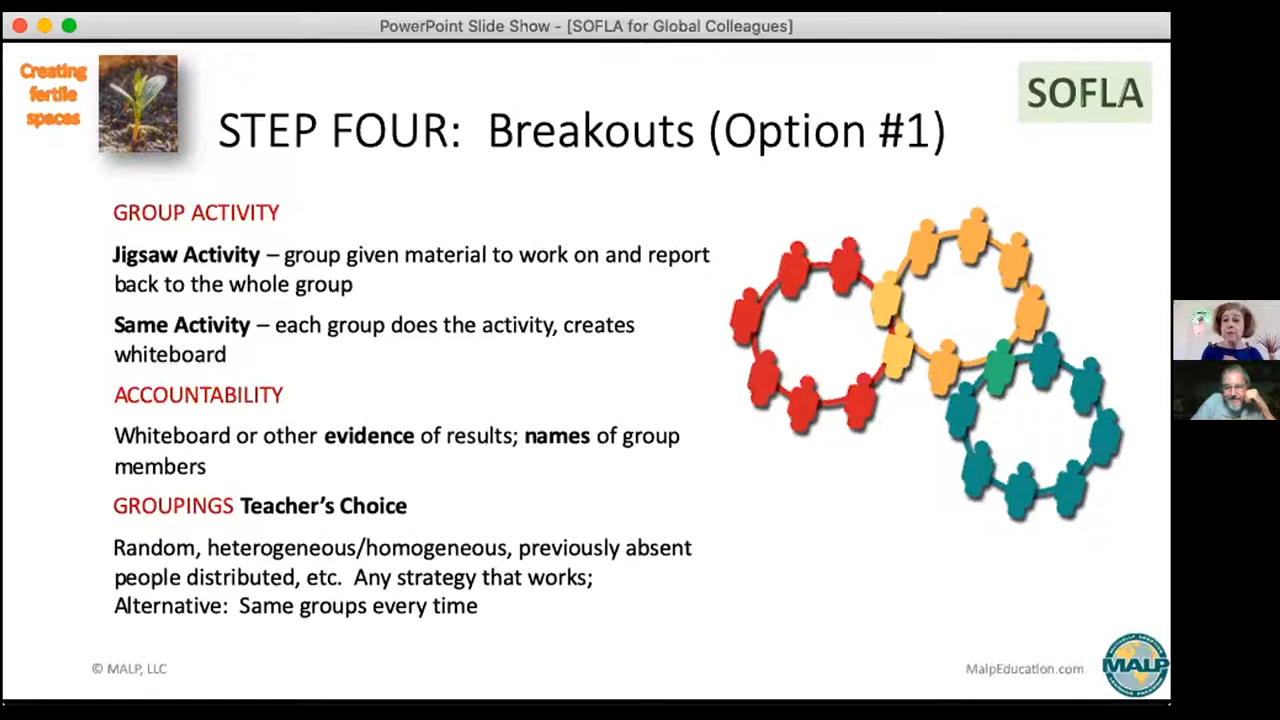 PowerPoint Slide Show - [SOFLA for Global Colleagues]
Creating
fertile
spaces
SOFLA
STEP FOUR: Breakouts (Option #1)
GROUP ACTIVITY
Jigsaw Activity – group given material to work on and report
back to the whole group
Same Activity – each group does the activity, creates
whiteboard
ACCOUNTABILITY
Whiteboard or other evidence of results; names of group
members
GROUPINGS Teacher's Choice
Random, heterogeneous/homogeneous, previously absent
people distributed, etc. Any strategy that works;
Alternative: Same groups every time
© MALP, LLC
MalpEducation.com
MALP